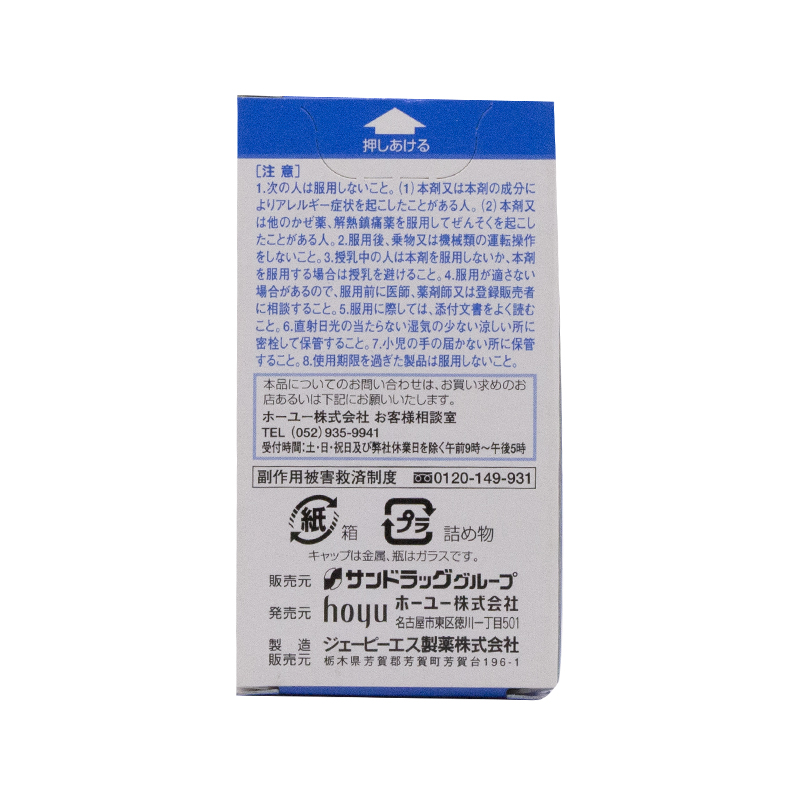 押しあける
［注意］
1.次の人は服用しないこと。（1）本剤又は本剤の成分に
よりアレルギー症状を起こしたことがある人。（2）本剤又
は他のかぜ薬、解熱鎮痛薬を服用してぜんそくを起こし
たことがある人。2.服用後、乗物又は機械類の運転操作
をしないこと。3.授乳中の人は本剤を服用しないか、本剤
を服用する場合は授乳を避けること。4.服用が適さない
場合があるので、服用前に医師、薬剤師又は登録販売者
に相談すること。5.服用に際しては、添付文書をよく読む
こと。6.直射日光の当たらない湿気の少ない涼しい所に
密栓して保管すること。7.小児の手の届かない所に保管
すること。8.使用期限を過ぎた製品は服用しないこと。
本品についてのお問い合わせは、お買い求めのお
店あるいは下記にお願いいたします。
ホーユー株式会社 お客様相談室
TEL（052）935-9941
受付時間：土・日・祝日及び弊社休業日を除く午前9時～午後5時
副作用被害救済制度 0120-149-931
紙 箱 プラ 詰め物
キャップは金属、瓶はガラスです。
販売元 サンドラッググループ
発売元 hoyu ホーユー株式会社
名古屋市東区徳川一丁目501
製造販売元 ジェーピーエス製薬株式会社
栃木県芳賀郡芳賀町芳賀台196-1